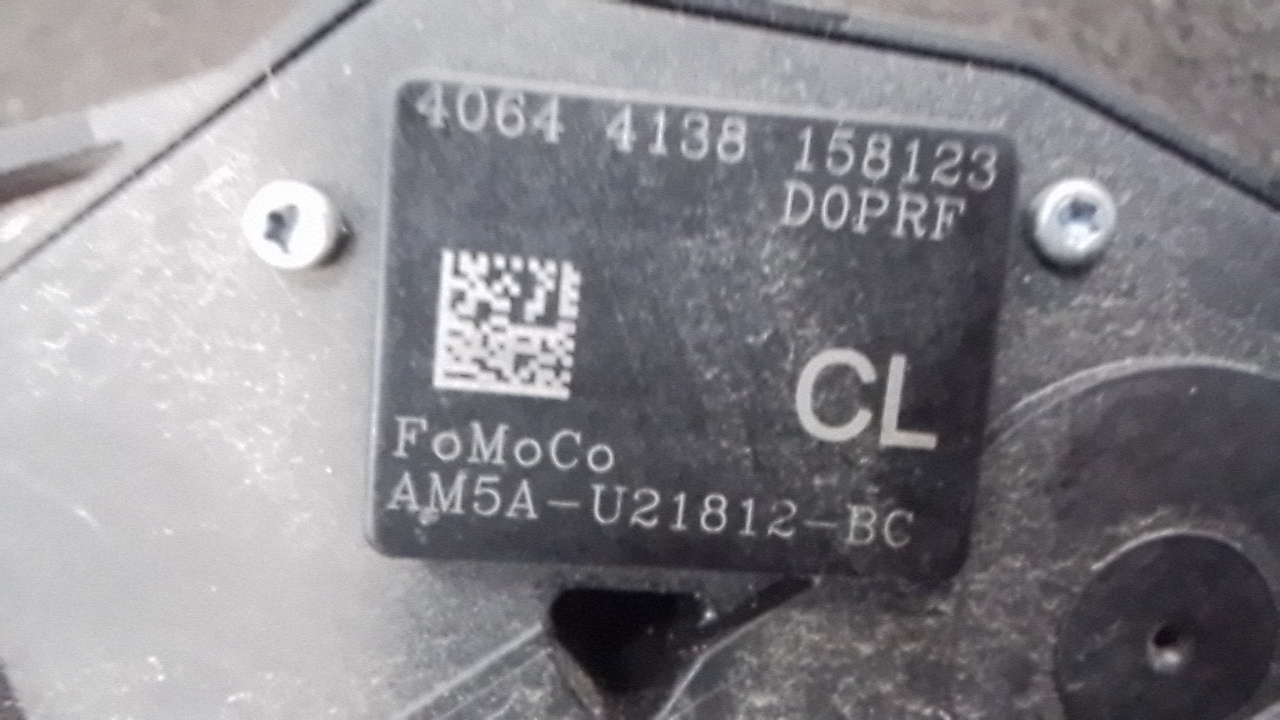 4064 4138 158123
D0PRF
CL
FoMoCo
AM5A-U21812-BC